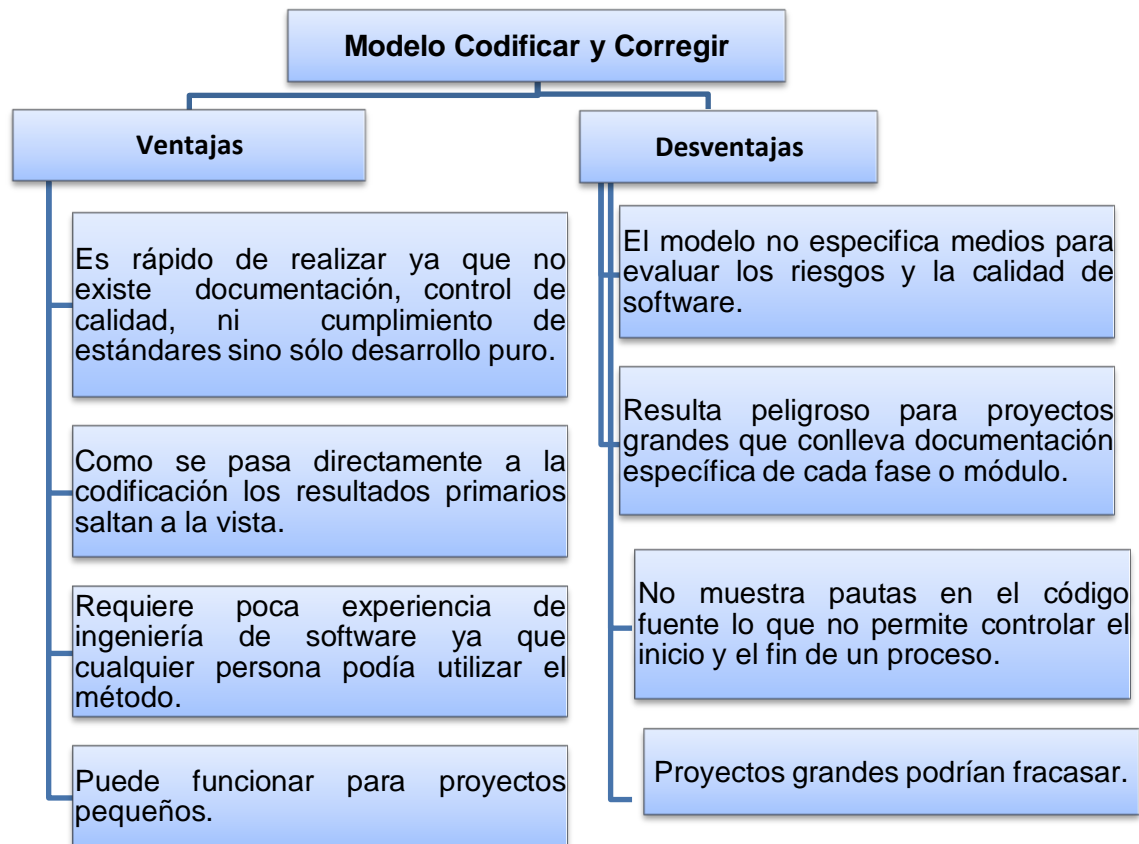 Modelo Codificar y Corregir
Ventajas
Es rápido de realizar ya que no
existe documentación, control de
calidad, ni cumplimiento de
estándares sino sólo desarrollo puro.
Como se pasa directamente a la
codificación los resultados primarios
saltan a la vista.
Requiere poca experiencia de
ingeniería de software ya que
cualquier persona podía utilizar el
método.
Puede funcionar para proyectos
pequeños.
Desventajas
El modelo no especifica medios para
evaluar los riesgos y la calidad de
software.
Resulta peligroso para proyectos
grandes que conlleva documentación
específica de cada fase o módulo.
No muestra pautas en el código
fuente lo que no permite controlar el
inicio y el fin de un proceso.
Proyectos grandes podrían fracasar.